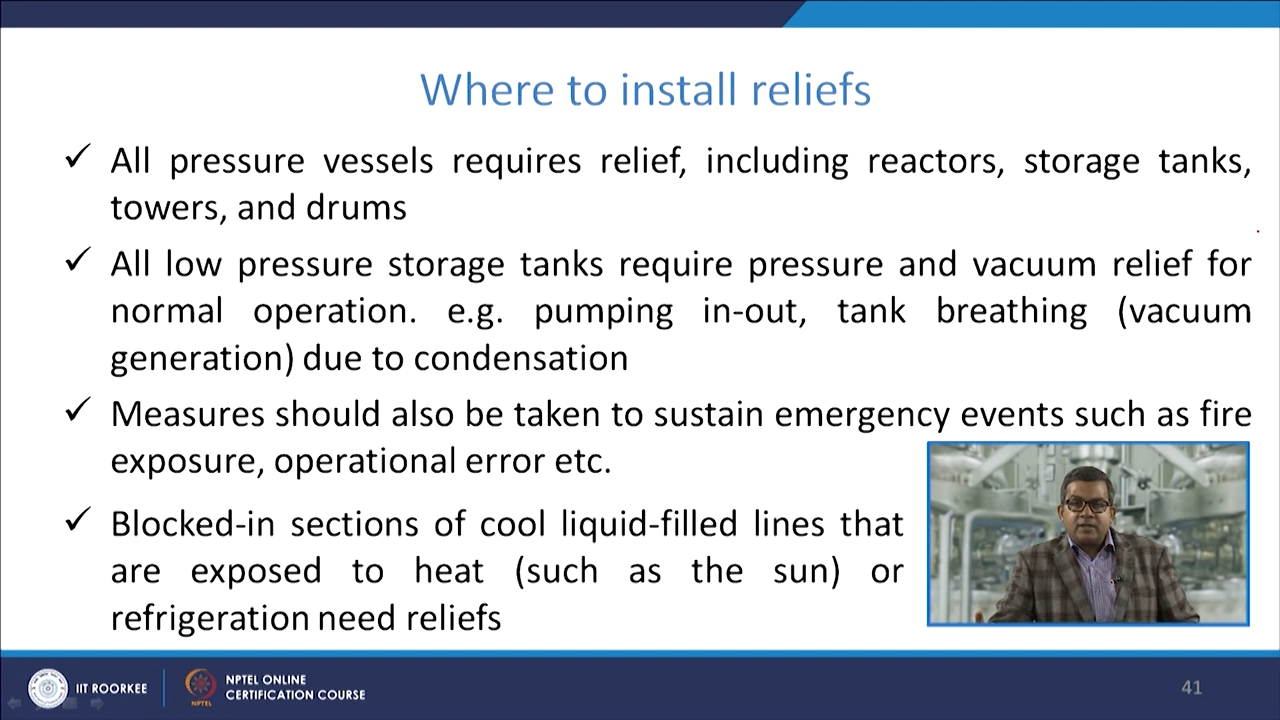 Where to install reliefs
✓ All pressure vessels requires relief, including reactors, storage tanks,
towers, and drums
✓ All low pressure storage tanks require pressure and vacuum relief for
normal operation. e.g. pumping in-out, tank breathing (vacuum
generation) due to condensation
✓ Measures should also be taken to sustain emergency events such as fire
exposure, operational error etc.
✓ Blocked-in sections of cool liquid-filled lines that
are exposed to heat (such as the sun) or
refrigeration need reliefs
IIT ROORKEE
NPTEL
NPTEL ONLINE
CERTIFICATION COURSE
41